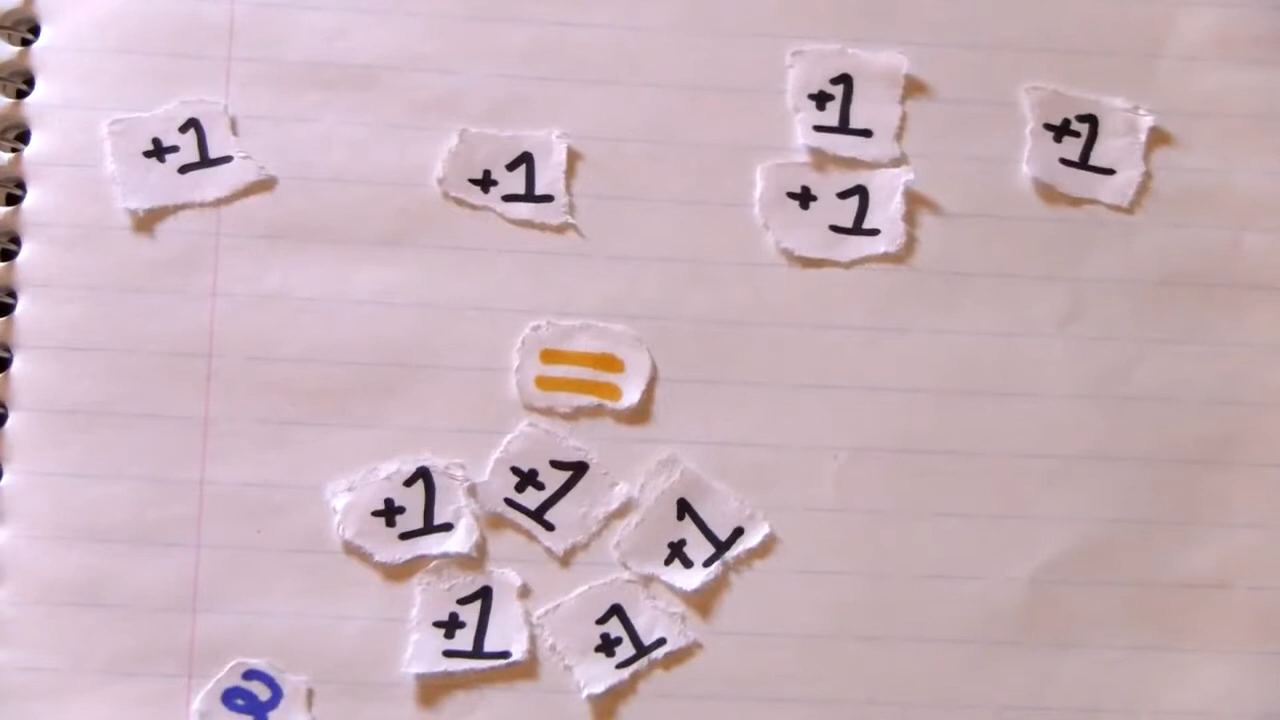 +1 +1 +1 +1
+1
=
+1 +1 +1
+1 +1
e